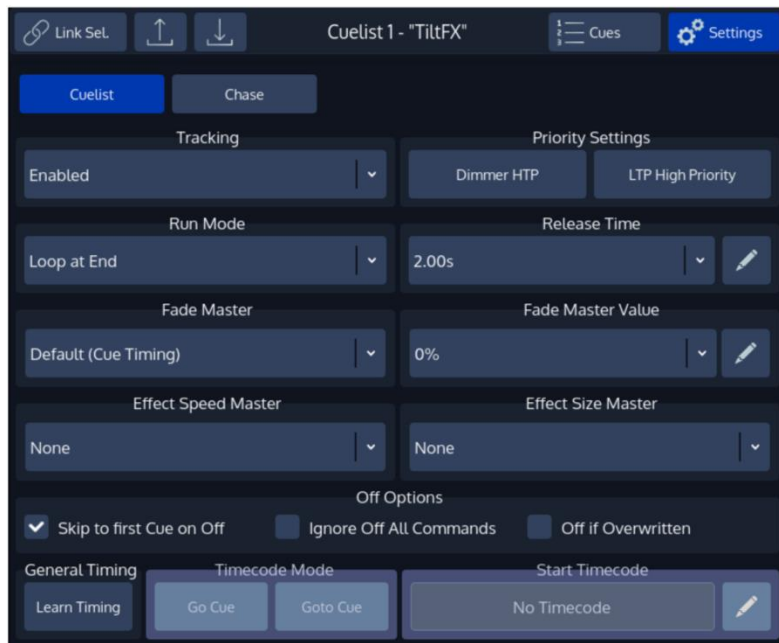 Link Sel.
Cuelist 1 - "TiltFX"
1
2
3
Cues
Settings
Cuelist
Chase
Tracking
Priority Settings
Enabled
Dimmer HTP
LTP High Priority
Run Mode
Release Time
Loop at End
2.00s
Fade Master
Fade Master Value
Default (Cue Timing)
0%
Effect Speed Master
Effect Size Master
None
None
Off Options
Skip to first Cue on Off
Ignore Off All Commands
Off if Overwritten
General Timing
Timecode Mode
Start Timecode
Learn Timing
Go Cue
Goto Cue
No Timecode